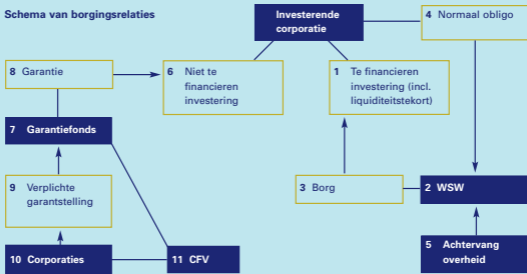 Schema van borgingsrelaties
Investerende
corporatie
4 Normaal obligo
8 Garantie
6 Niet te
financieren
investering
1 Te financieren
investering (incl.
liquiditeitstekort)
7 Garantiefonds
9 Verplichte
garantstelling
3 Borg
2 WSW
10 Corporaties
11 CFV
5 Achtervang
overheid